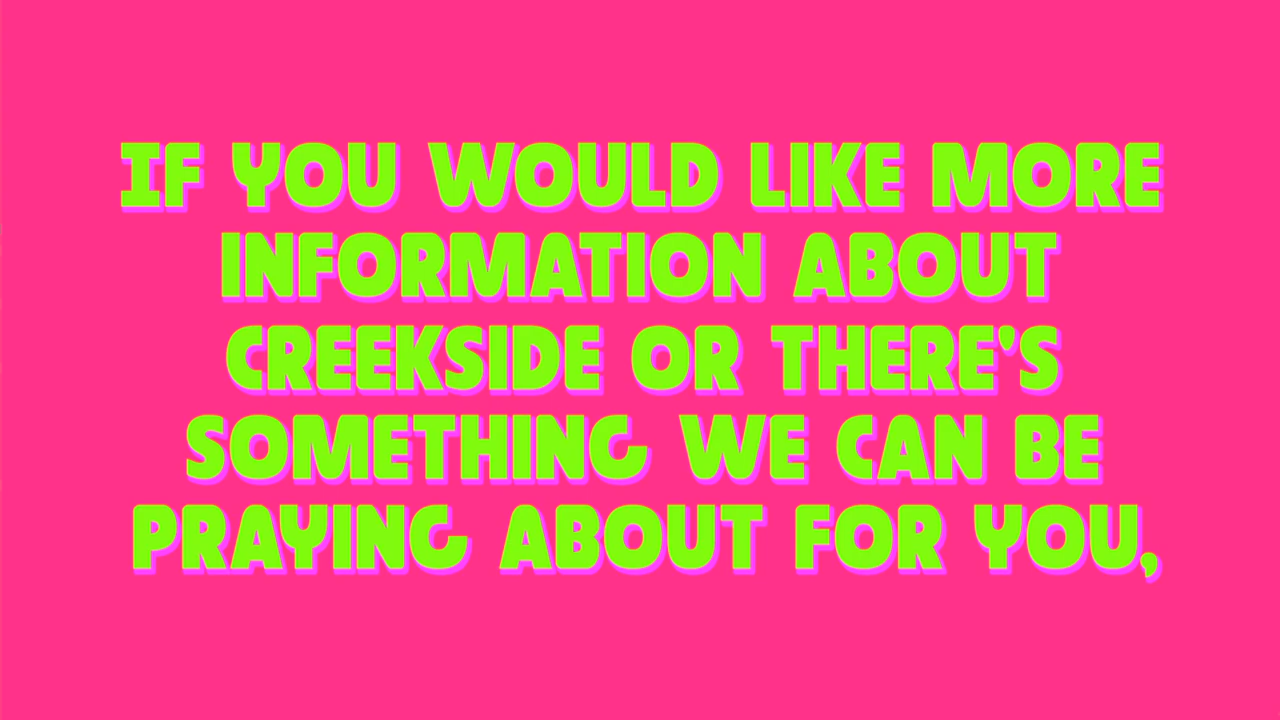 IF YOU WOULD LIKE MORE
INFORMATION ABOUT
CREEKSIDE OR THERE'S
SOMETHING WE CAN BE
PRAYING ABOUT FOR YOU,